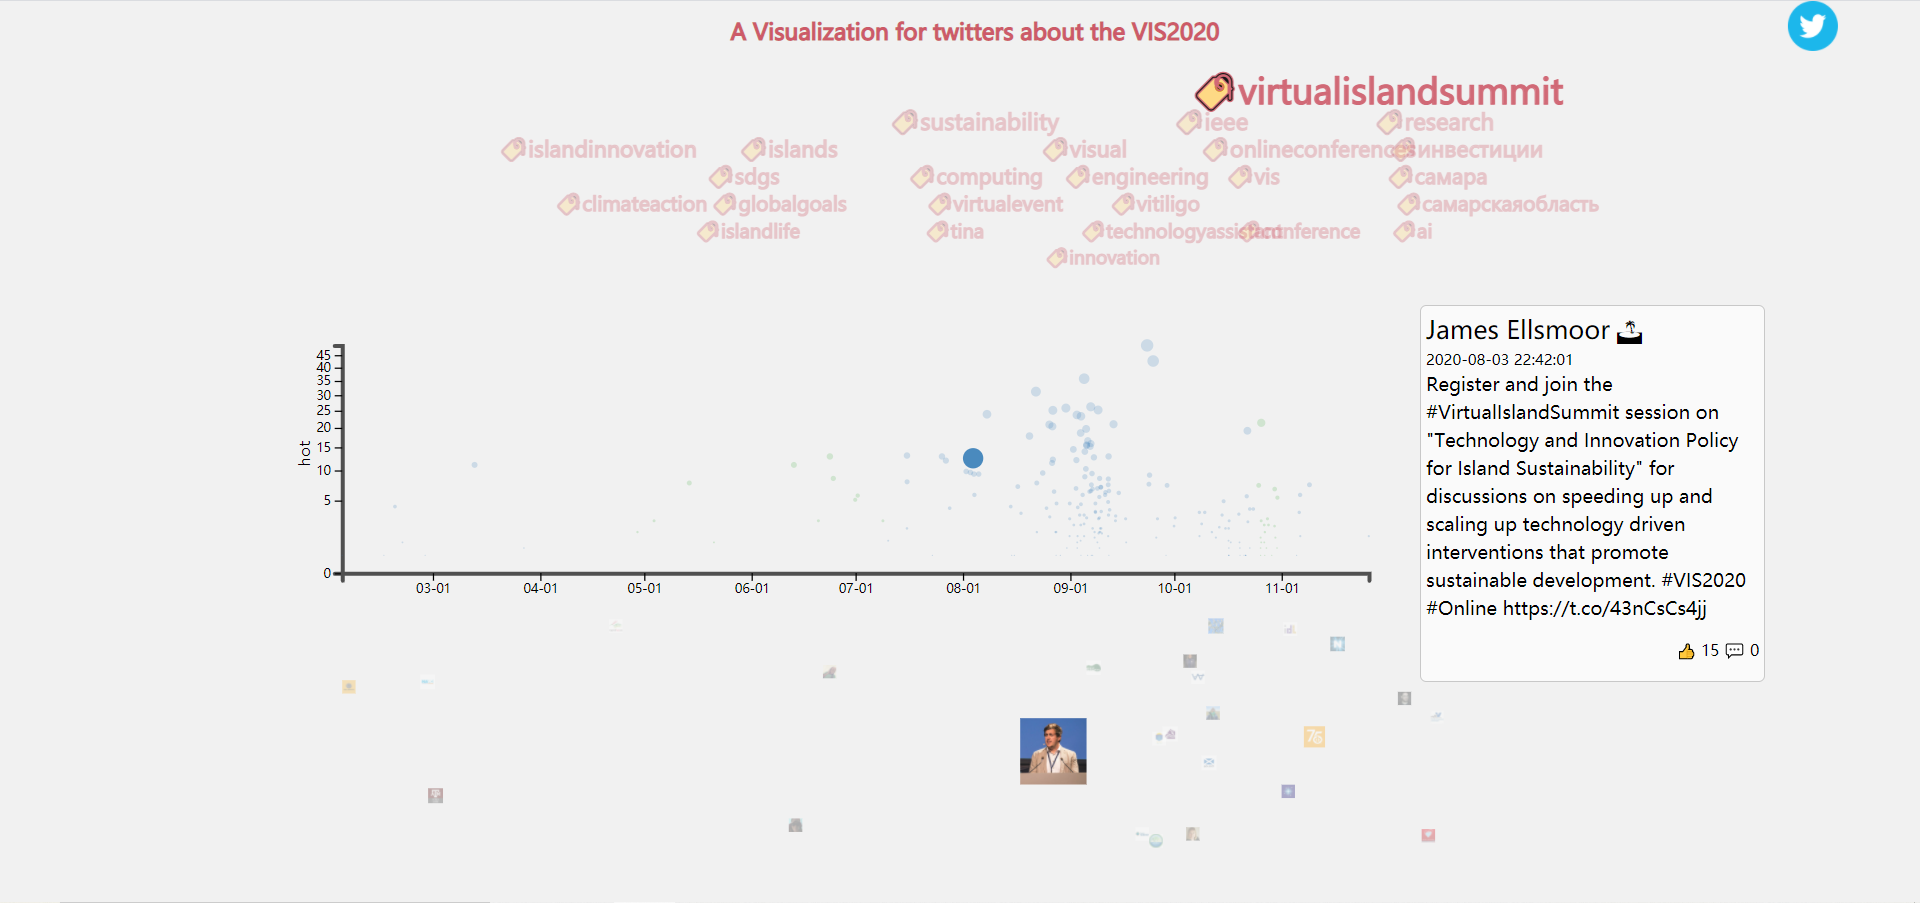 A Visualization for twitters about the VIS2020
virtualislandsummit
sustainability
ieee
research
islandinnovation
islands
visual
onlineconferences
инвестиции
sdgs
computing
engineering
vis
самара
climateaction
globalgoals
virtualevent
vitiligo
самарскаяобласть
islandlife
tina
technologyassistant
conference
ai
innovation
45
40
35
30
25
20
15
10
5
0
hot
03-01
04-01
05-01
06-01
07-01
08-01
09-01
10-01
11-01
James Ellsmoor 🏝
2020-08-03 22:42:01
Register and join the
#VirtualIslandSummit session on
"Technology and Innovation Policy
for Island Sustainability" for
discussions on speeding up and
scaling up technology driven
interventions that promote
sustainable development. #VIS2020
#Online https://t.co/43nCsCs4jj
👍 15 💬 0
75